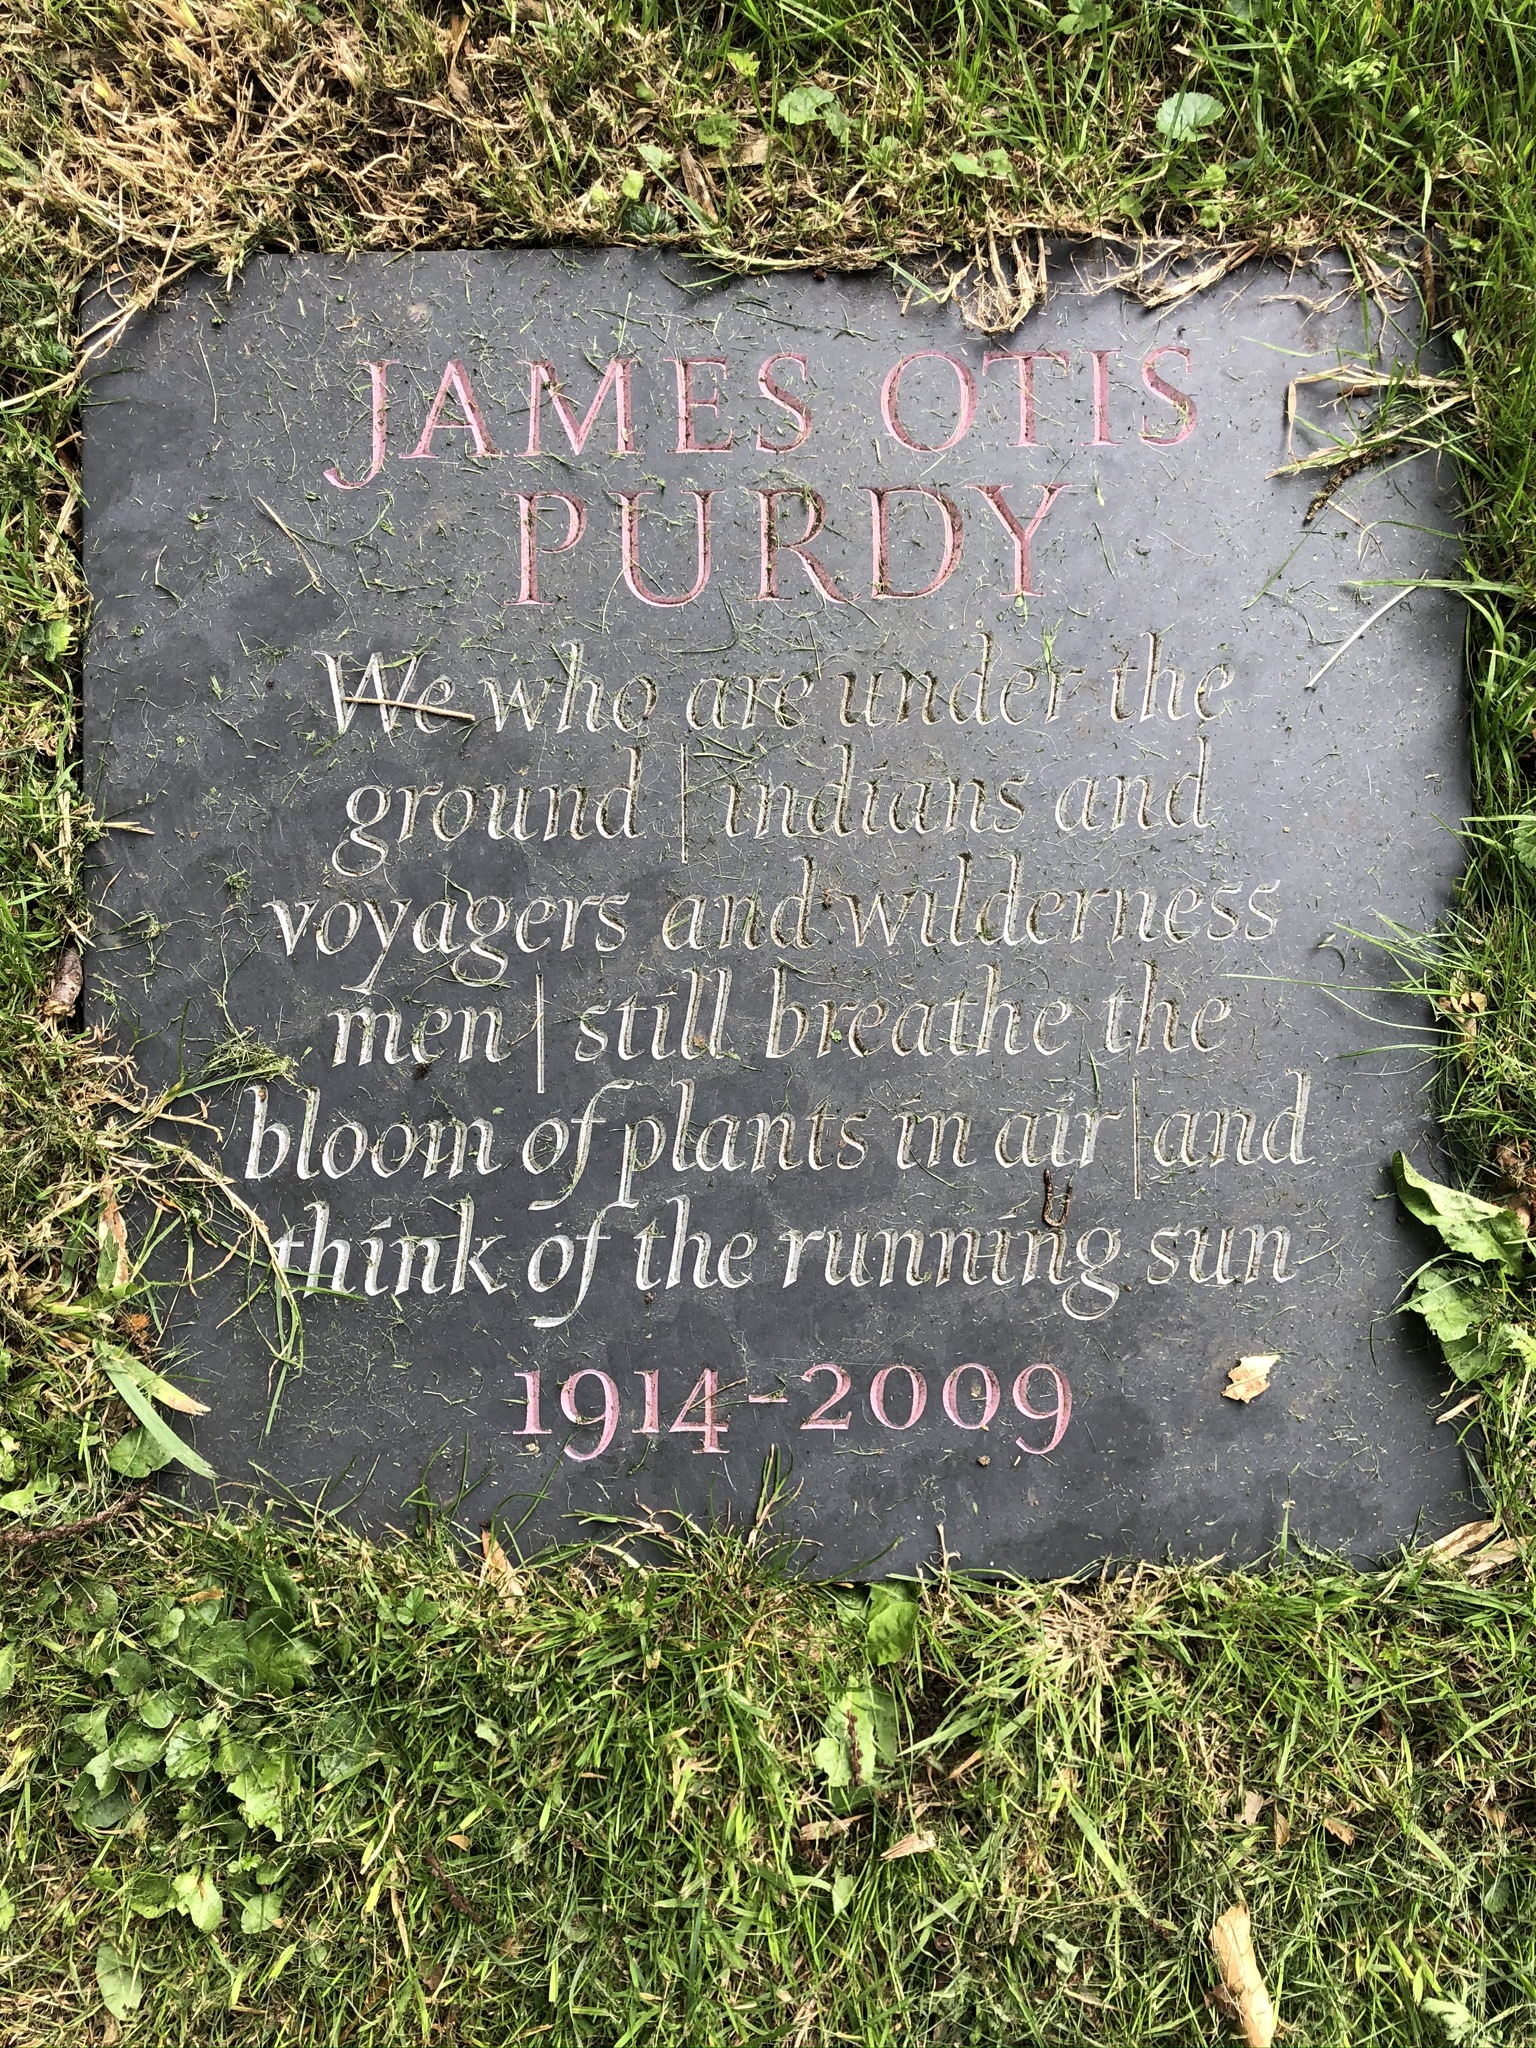 JAMES OTIS
PURDY
We who are under the
ground | indians and
voyagers and wilderness
men | still breathe the
bloom of plants in air | and
think of the running sun
1914-2009